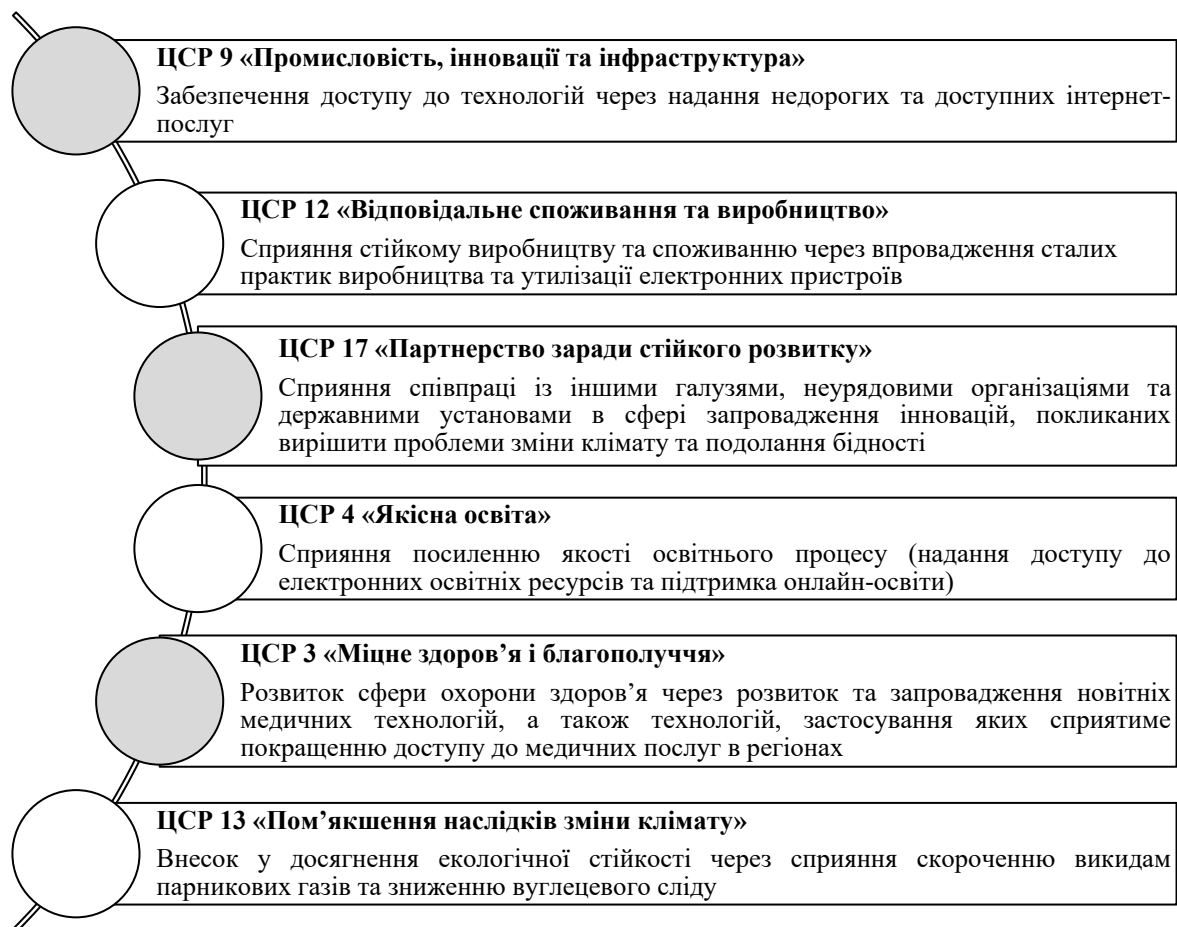 ЦСР 9 «Промисловість, інновації та інфраструктура»
Забезпечення доступу до технологій через надання недорогих та доступних інтернет-
послуг
ЦСР 12 «Відповідальне споживання та виробництво»
Сприяння стійкому виробництву та споживанню через впровадження сталих
практик виробництва та утилізації електронних пристроїв
ЦСР 17 «Партнерство заради стійкого розвитку»
Сприяння співпраці із іншими галузями, неурядовими організаціями та
державними установами в сфері запровадження інновацій, покликаних
вирішити проблеми зміни клімату та подолання бідності
ЦСР 4 «Якісна освіта»
Сприяння посиленню якості освітнього процесу (надання доступу до
електронних освітніх ресурсів та підтримка онлайн-освіти)
ЦСР 3 «Міцне здоров’я і благополуччя»
Розвиток сфери охорони здоров’я через розвиток та запровадження новітніх
медичних технологій, а також технологій, застосування яких сприятиме
покращенню доступу до медичних послуг в регіонах
ЦСР 13 «Пом’якшення наслідків зміни клімату»
Внесок у досягнення екологічної стійкості через сприяння скороченню викидам
парникових газів та зниженню вуглецевого сліду